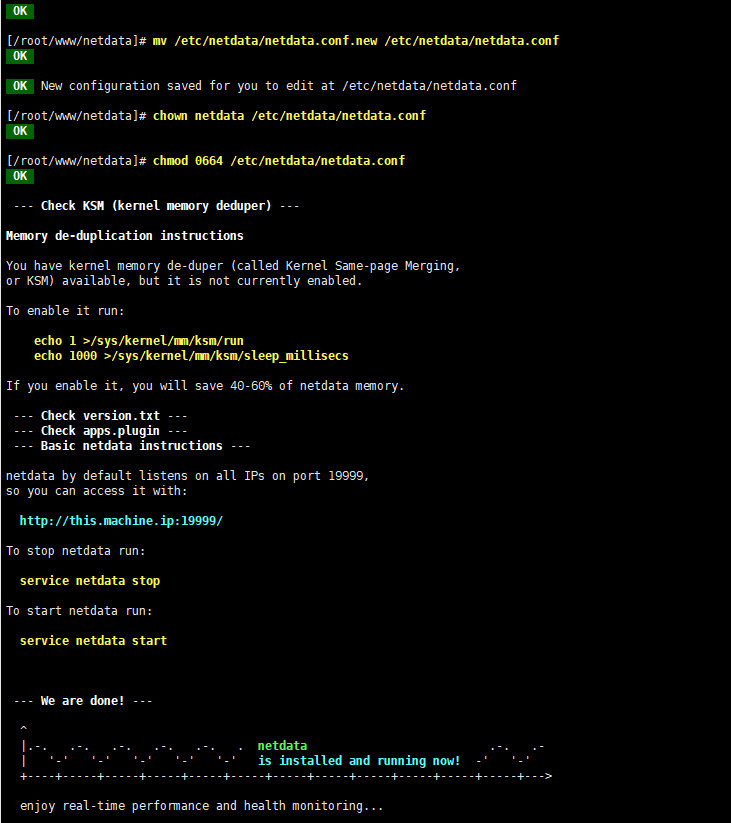 OK
[/root/www/netdata]# mv /etc/netdata/netdata.conf.new /etc/netdata/netdata.conf
OK
OK New configuration saved for you to edit at /etc/netdata/netdata.conf
[/root/www/netdata]# chown netdata /etc/netdata/netdata.conf
OK
[/root/www/netdata]# chmod 0664 /etc/netdata/netdata.conf
OK
--- Check KSM (kernel memory deduper) ---
Memory de-duplication instructions
You have kernel memory de-duper (called Kernel Same-page Merging,
or KSM) available, but it is not currently enabled.
To enable it run:
echo 1 >/sys/kernel/mm/ksm/run
echo 1000 >/sys/kernel/mm/ksm/sleep_millisecs
If you enable it, you will save 40-60% of netdata memory.
--- Check version.txt ---
--- Check apps.plugin ---
--- Basic netdata instructions ---
netdata by default listens on all IPs on port 19999,
so you can access it with:
http://this.machine.ip:19999/
To stop netdata run:
service netdata stop
To start netdata run:
service netdata start
--- We are done! ---
^
|.-.   .-.   .-.   .-.   .-.   .  netdata                          .-.   .-
|   '-'   '-'   '-'   '-'   '-'   is installed and running now!  -'   '-'
+----+-----+-----+-----+-----+-----+-----+-----+-----+-----+-----+-----+--->
enjoy real-time performance and health monitoring...